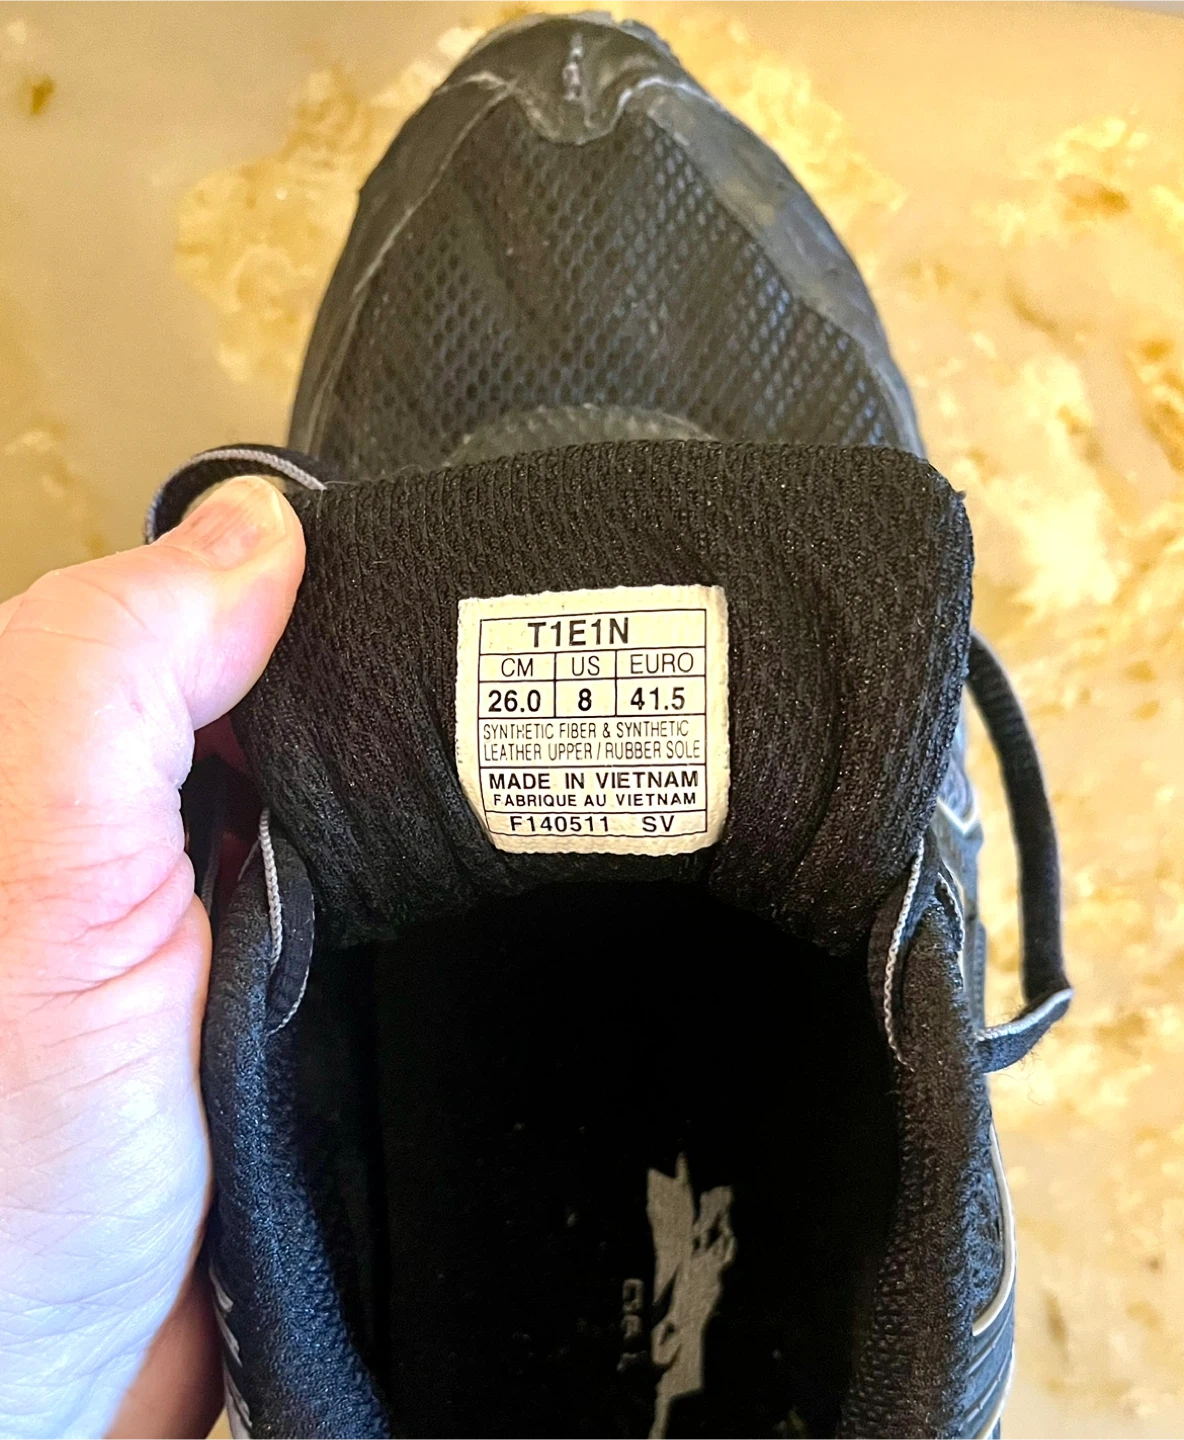 T1E1N
CM US EURO
26.0 8 41.5
SYNTHETIC FIBER & SYNTHETIC
LEATHER UPPER / RUBBER SOLE
MADE IN VIETNAM
FABRIQUE AU VIETNAM
F140511 SV